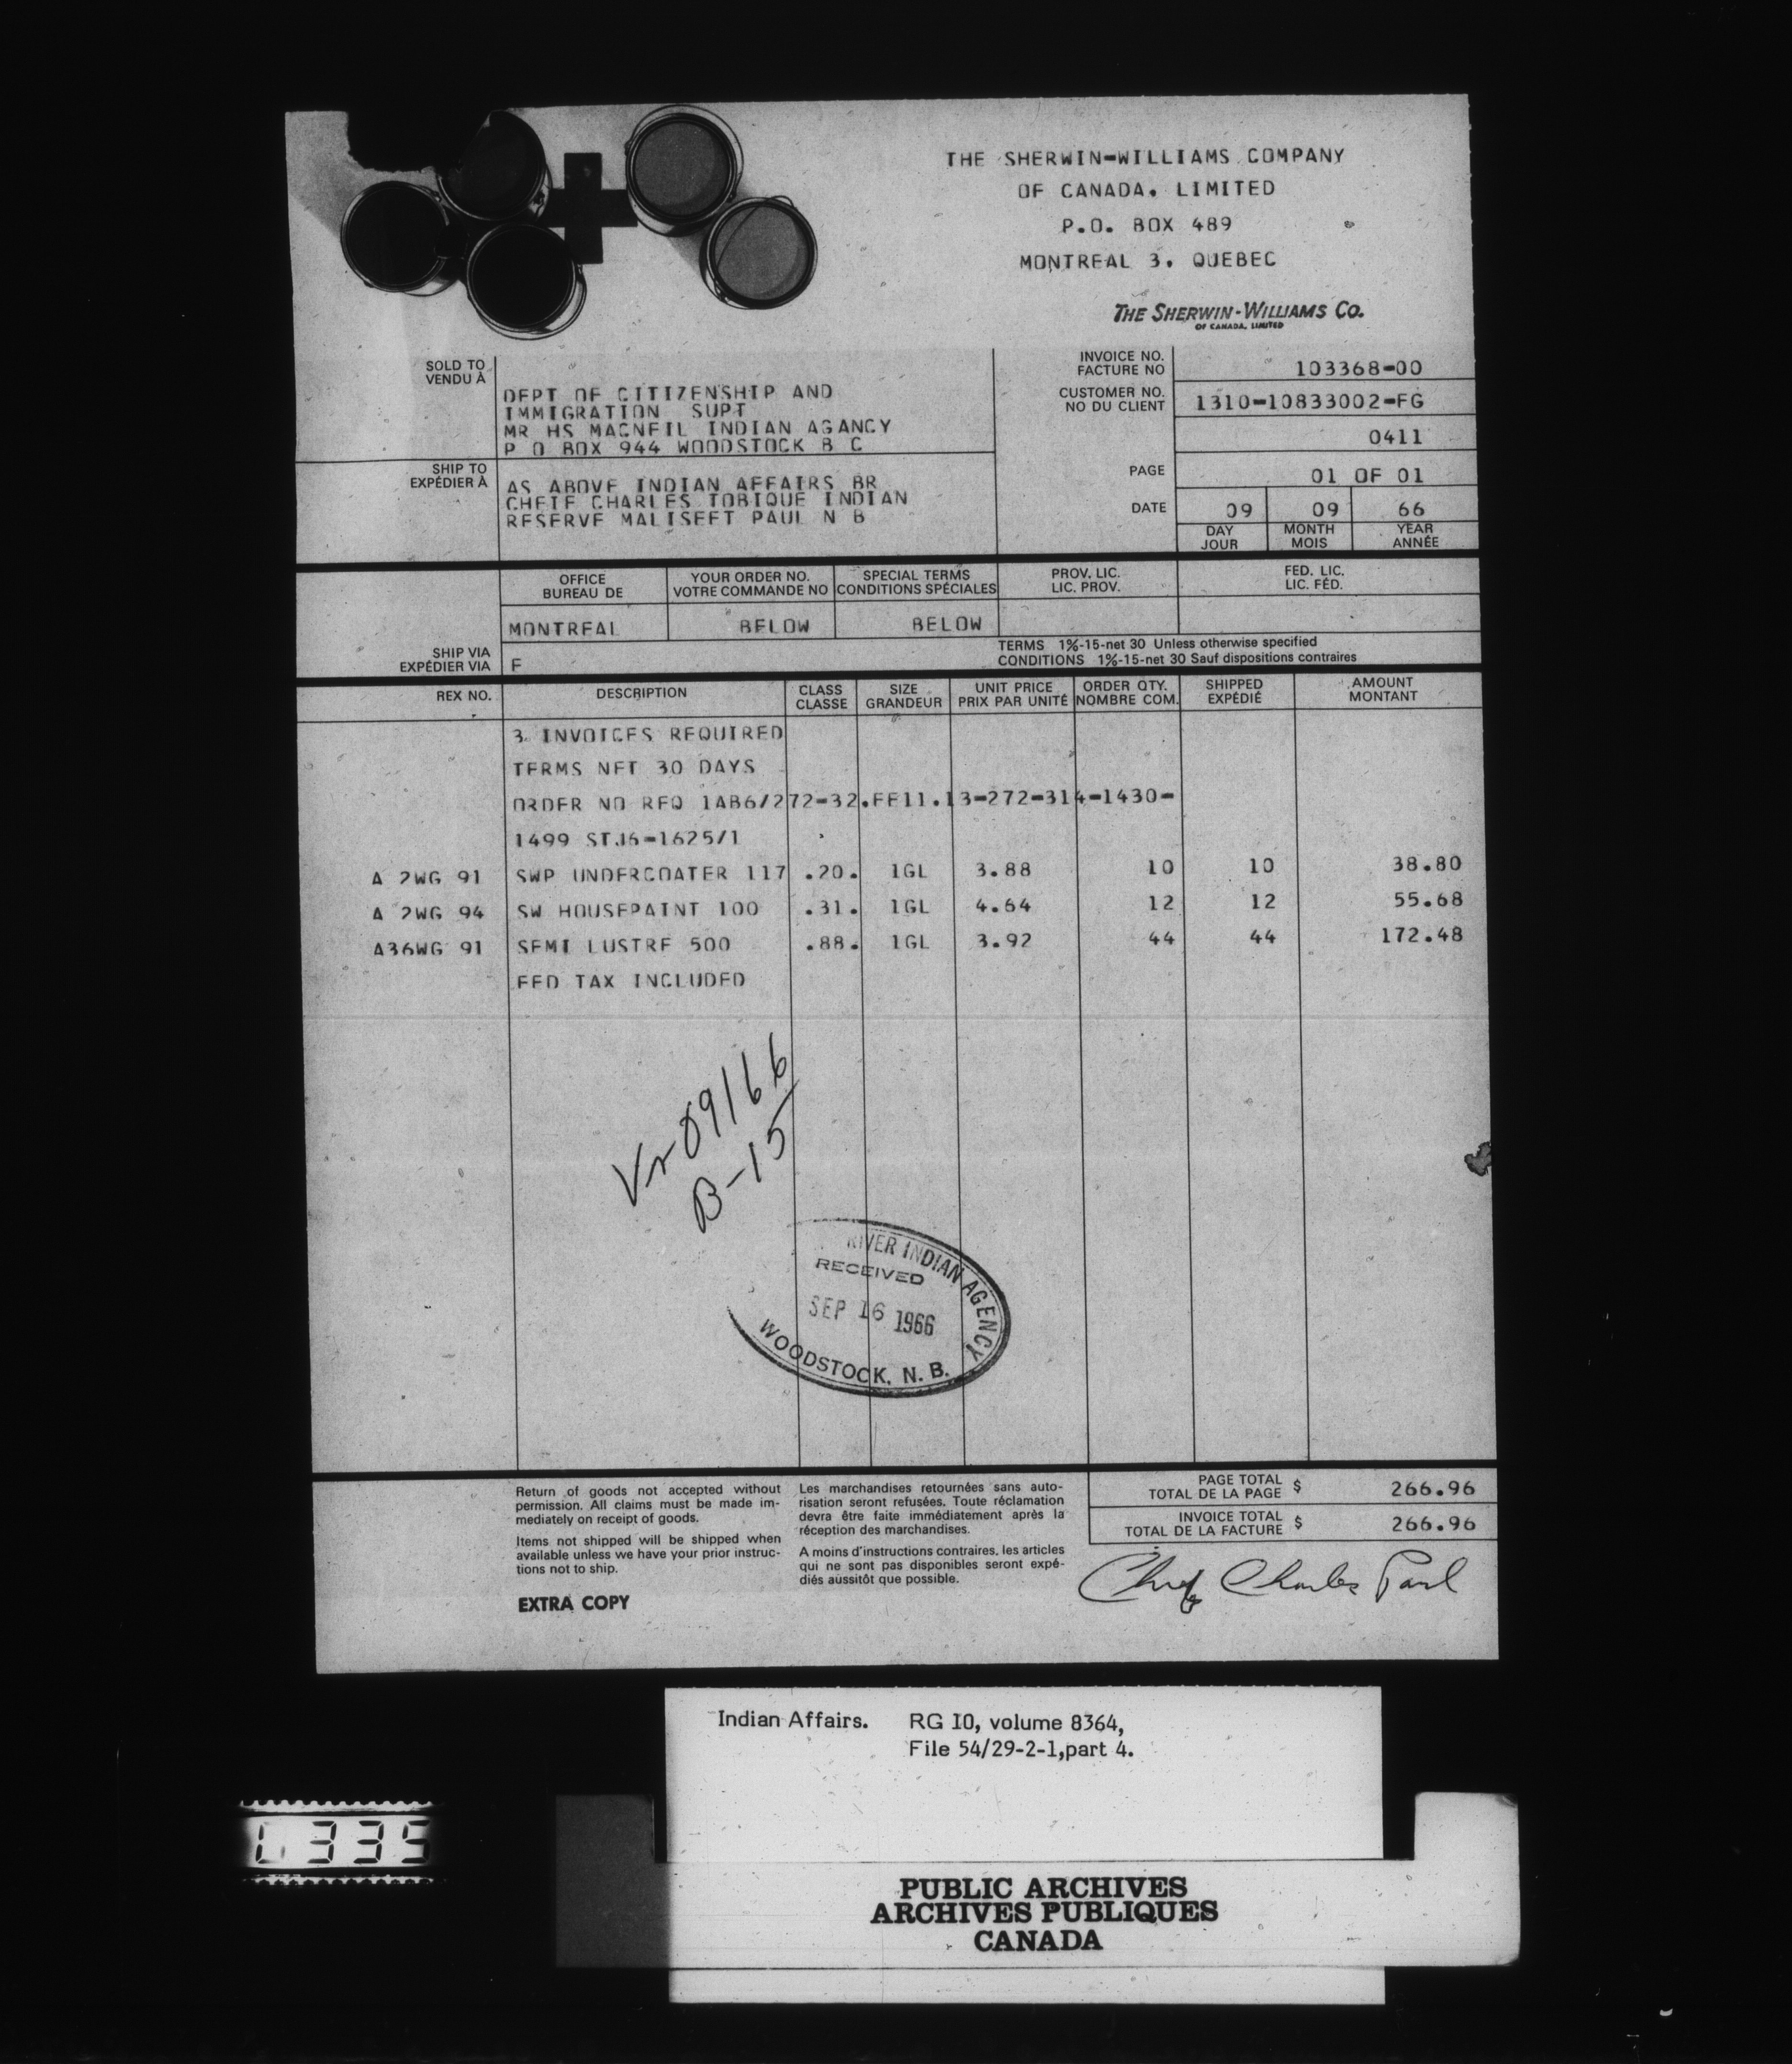 THE SHERWIN-WILLIAMS COMPANY
OF CANADA. LIMITED
P.O. BOX 489
MONTREAL 3. QUEBEC
THE SHERWIN-WILLIAMS CO.
OF CANADA, LIMITED
SOLD TO
VENDU À
DEPT OF CITIZENSHIP AND
IMMIGRATION SUPT
MR HS MACNEIL INDIAN AGANCY
P O BOX 944 WOODSTOCK B C
INVOICE NO.
FACTURE NO
103368-00
CUSTOMER NO.
NO DU CLIENT
1310-10833002-FG
0411
SHIP TO
EXPÉDIER À
AS ABOVE INDIAN AFFAIRS BR
CHEIF CHARLES TOBIQUE INDIAN
RESERVE MALISEET PAUL N B
PAGE
01 OF 01
DATE
09 09 66
DAY MONTH YEAR
JOUR MOIS ANNÉE
OFFICE YOUR ORDER NO. SPECIAL TERMS PROV. LIC. FED. LIC.
BUREAU DE VOTRE COMMANDE NO CONDITIONS SPÉCIALES LIC. PROV. LIC. FÉD.
MONTREAL BELOW BELOW
SHIP VIA
EXPÉDIER VIA F
TERMS 1%-15-net 30 Unless otherwise specified
CONDITIONS 1%-15-net 30 Sauf dispositions contraires
REX NO. DESCRIPTION CLASS SIZE UNIT PRICE ORDER QTY. SHIPPED AMOUNT
CLASSE GRANDEUR PRIX PAR UNITÉ NOMBRE COM. EXPÉDIÉ MONTANT
3 INVOICES REQUIRED
TERMS NET 30 DAYS
ORDER NO REQ 1AB6/272-32.FF11.13-272-314-1430-
1499 STJ6-1625/1
A 2WG 91 SWP UNDERCOATER 117 .20. 1GL 3.88 10 10 38.80
A 2WG 94 SW HOUSEPAINT 100 .31. 1GL 4.64 12 12 55.68
A36WG 91 SEMI LUSTRE 500 .88. 1GL 3.92 44 44 172.48
FED TAX INCLUDED
Vr 89166
B-15
RIVER INDIAN AGENCY
RECEIVED
SEP 16 1966
WOODSTOCK, N. B.
Return of goods not accepted without
permission. All claims must be made im-
mediately on receipt of goods.
Items not shipped will be shipped when
available unless we have your prior instruc-
tions not to ship.
EXTRA COPY
Les marchandises retournées sans auto-
risation seront refusées. Toute réclamation
devra être faite immédiatement après la
réception des marchandises.
A moins d'instructions contraires, les articles
qui ne sont pas disponibles seront expé-
diés aussitôt que possible.
PAGE TOTAL
TOTAL DE LA PAGE $ 266.96
INVOICE TOTAL
TOTAL DE LA FACTURE $ 266.96
Chief Charles Paul
Indian Affairs. RG 10, volume 8364,
File 54/29-2-1,part 4.
PUBLIC ARCHIVES
ARCHIVES PUBLIQUES
CANADA